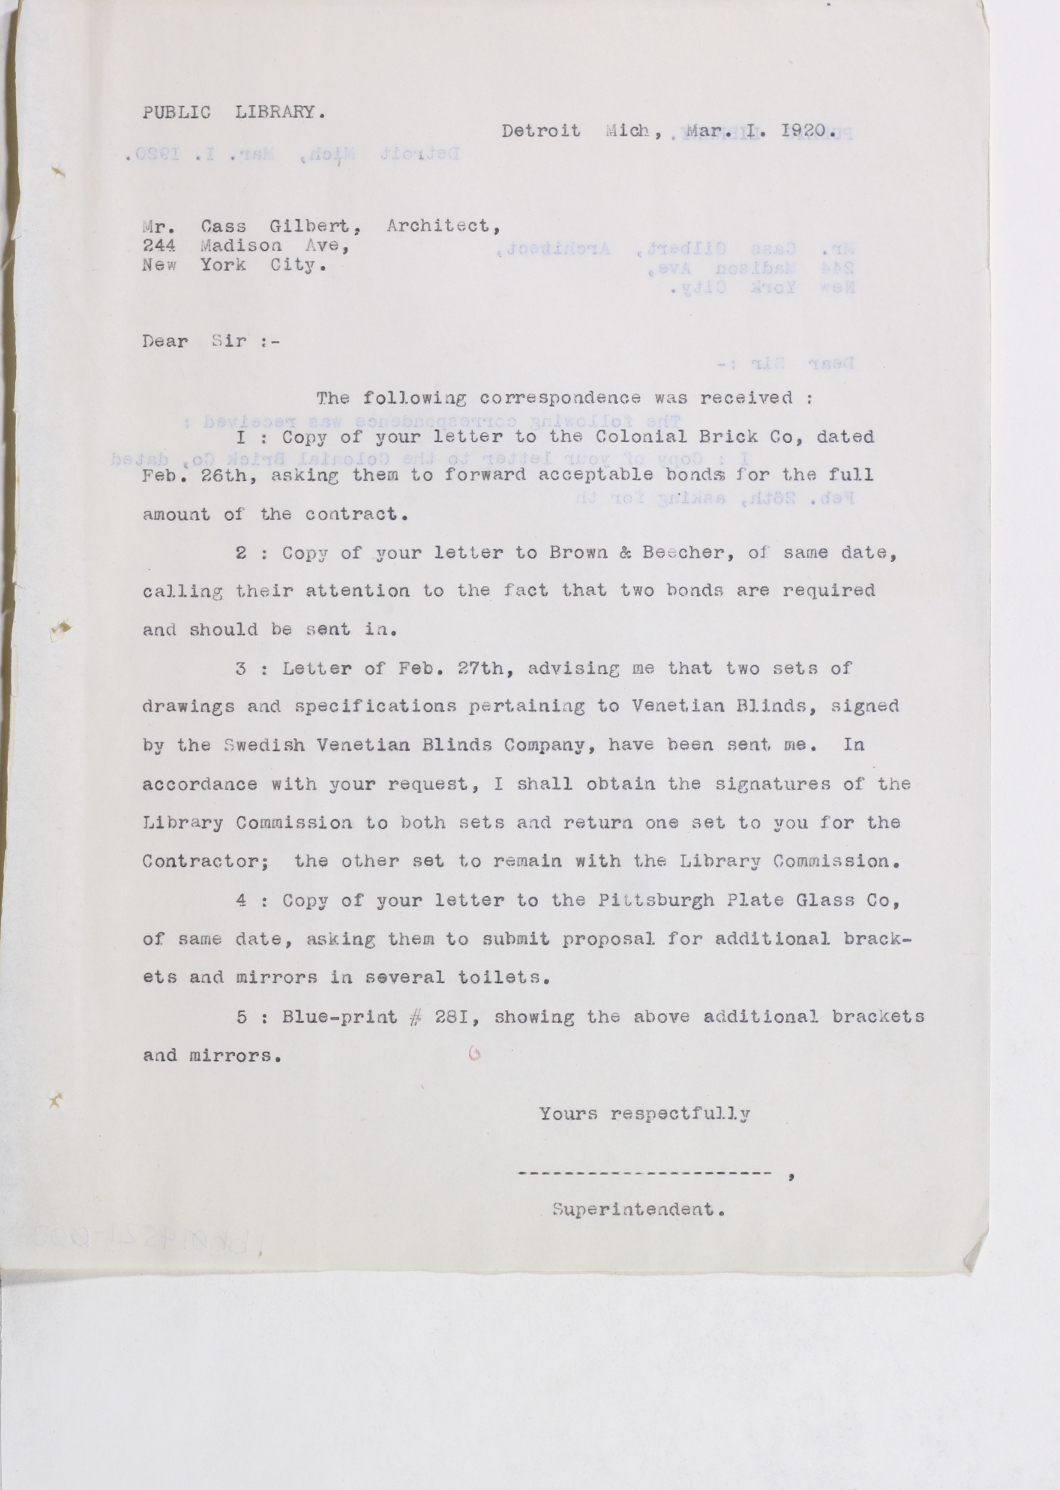 PUBLIC LIBRARY.
Detroit Mich, Mar. I. I920.
Mr. Cass Gilbert, Architect,
244 Madison Ave,
New York City.
Dear Sir :-
The following correspondence was received :
I : Copy of your letter to the Colonial Brick Co, dated
Feb. 26th, asking them to forward acceptable bonds for the full
amount of the contract.
2 : Copy of your letter to Brown & Beecher, of same date,
calling their attention to the fact that two bonds are required
and should be sent in.
3 : Letter of Feb. 27th, advising me that two sets of
drawings and specifications pertaining to Venetian Blinds, signed
by the Swedish Venetian Blinds Company, have been sent me. In
accordance with your request, I shall obtain the signatures of the
Library Commission to both sets and return one set to you for the
Contractor; the other set to remain with the Library Commission.
4 : Copy of your letter to the Pittsburgh Plate Glass Co,
of same date, asking them to submit proposal for additional brack-
ets and mirrors in several toilets.
5 : Blue-print # 28I, showing the above additional brackets
and mirrors.
6
Yours respectfully
---------------------- ,
Superintendent.